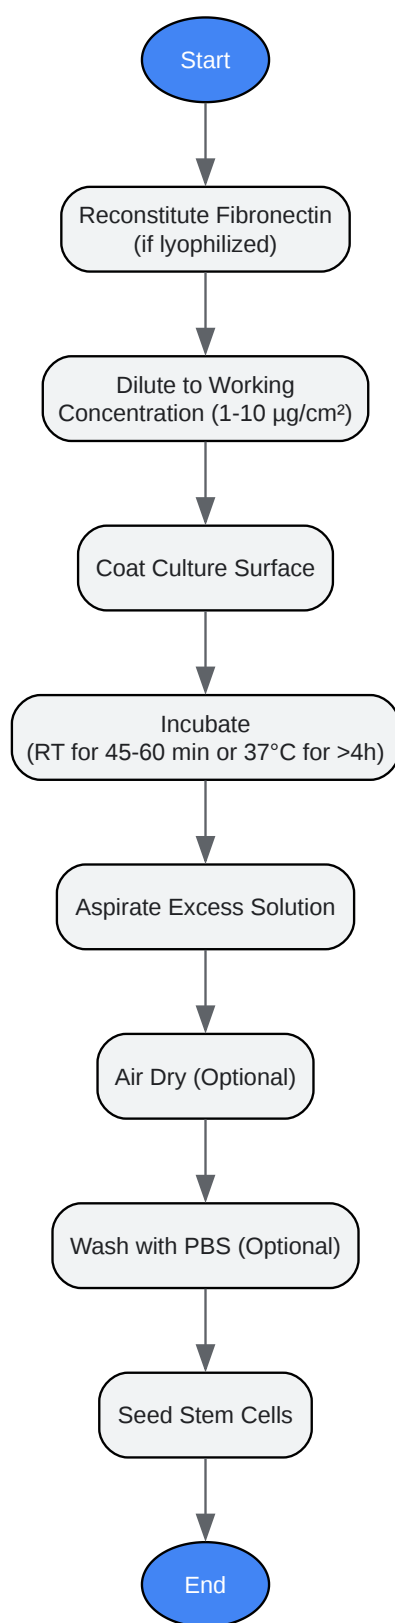 Start
Reconstitute Fibronectin
(if lyophilized)
Dilute to Working
Concentration (1-10 µg/cm²)
Coat Culture Surface
Incubate
(RT for 45-60 min or 37°C for >4h)
Aspirate Excess Solution
Air Dry (Optional)
Wash with PBS (Optional)
Seed Stem Cells
End